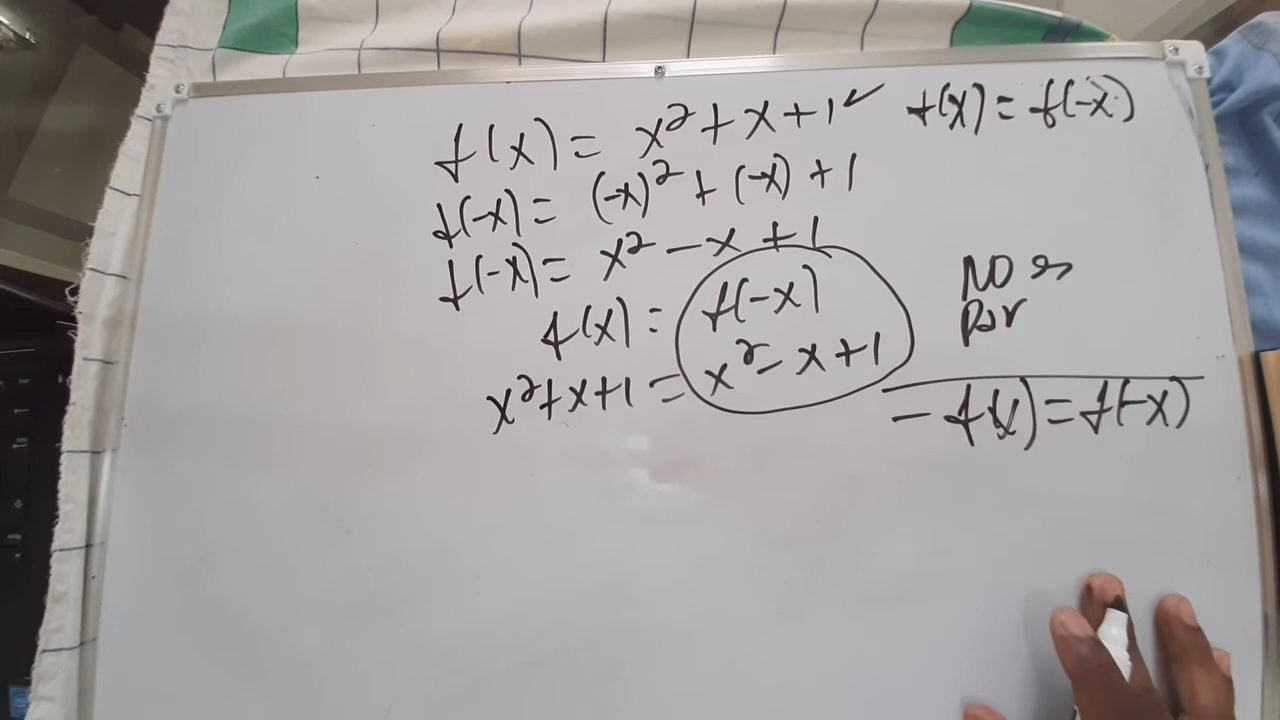 f(x) = x² + x + 1 ✓ f(x) = f(-x)
f(-x) = (-x)² + (-x) + 1
f(-x) = x² - x + 1
f(x) = f(-x)
x² + x + 1 = x² - x + 1
NO es
Par
- f(x) = f(-x)